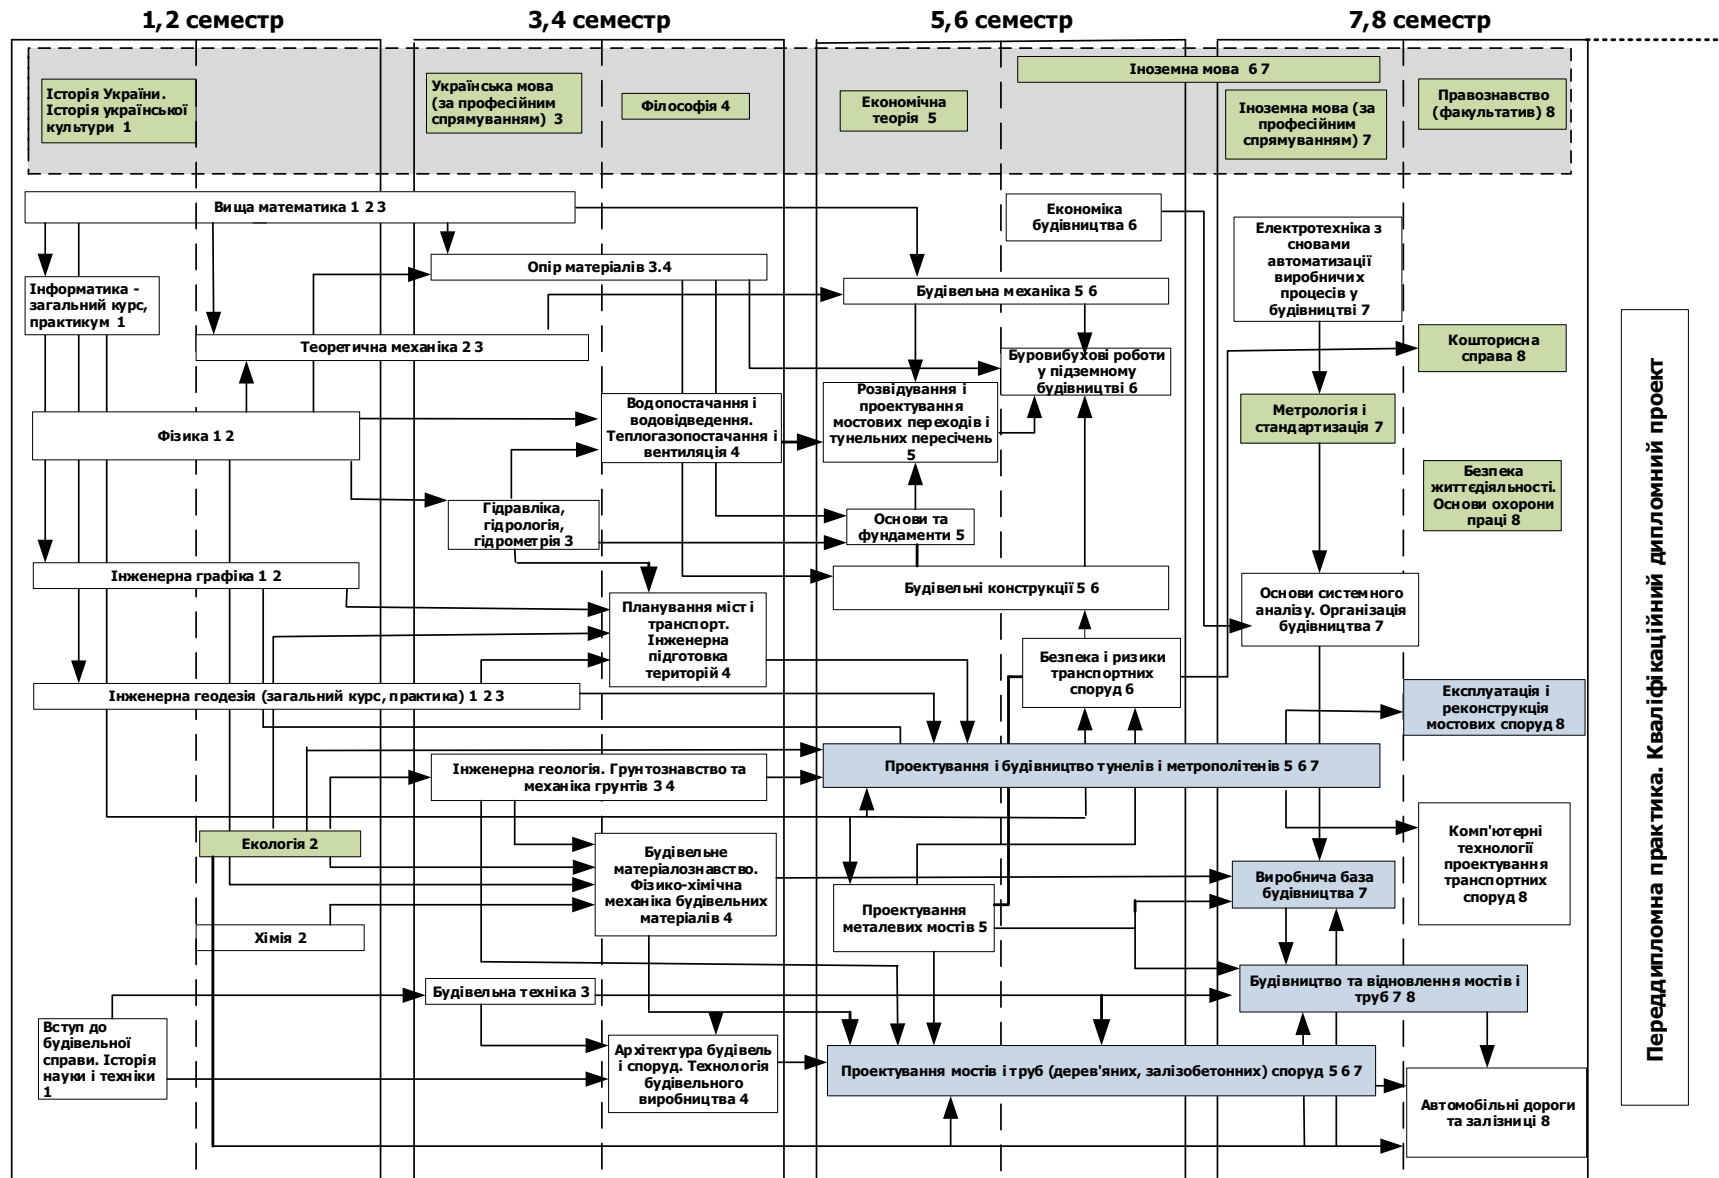 1,2 семестр
3,4 семестр
5,6 семестр
7,8 семестр
Історія України.
Історія української
культури 1
Українська мова
(за професійним
спрямуванням) 3
Філософія 4
Економічна
теорія 5
Іноземна мова 6 7
Іноземна мова (за
професійним
спрямуванням) 7
Правознавство
(факультатив) 8
Вища математика 1 2 3
Економіка
будівництва 6
Електротехніка з
сновами
автоматизації
виробничих
процесів у
будівництві 7
Опір матеріалів 3.4
Інформатика -
загальний курс,
практикум 1
Будівельна механіка 5 6
Теоретична механіка 2 3
Буровибухові роботи
у підземному
будівництві 6
Кошторисна
справа 8
Фізика 1 2
Водопостачання і
водовідведення.
Теплогазопостачання і
вентиляція 4
Розвідування і
проектування
мостових переходів і
тунельних пересічень
5
Метрологія і
стандартизація 7
Безпека
життєдіяльності.
Основи охорони
праці 8
Гідравліка,
гідрологія,
гідрометрія 3
Основи та
фундаменти 5
Інженерна графіка 1 2
Будівельні конструкції 5 6
Основи системного
аналізу. Організація
будівництва 7
Планування міст і
транспорт.
Інженерна
підготовка
територій 4
Безпека і ризики
транспортних
споруд 6
Інженерна геодезія (загальний курс, практика) 1 2 3
Експлуатація і
реконструкція
мостових споруд 8
Інженерна геологія. Грунтознавство та
механіка грунтів 3 4
Проектування і будівництво тунелів і метрополітенів 5 6 7
Екологія 2
Будівельне
матеріалознавство.
Фізико-хімічна
механіка будівельних
матеріалів 4
Комп'ютерні
технології
проектування
транспортних
споруд 8
Виробнича база
будівництва 7
Проектування
металевих мостів 5
Хімія 2
Будівельна техніка 3
Будівництво та відновлення мостів і
труб 7 8
Вступ до
будівельної
справи. Історія
науки і техніки
1
Архітектура будівель
і споруд. Технологія
будівельного
виробництва 4
Проектування мостів і труб (дерев'яних, залізобетонних) споруд 5 6 7
Автомобільні дороги
та залізниці 8
Переддипломна практика. Кваліфікаційний дипломний проект